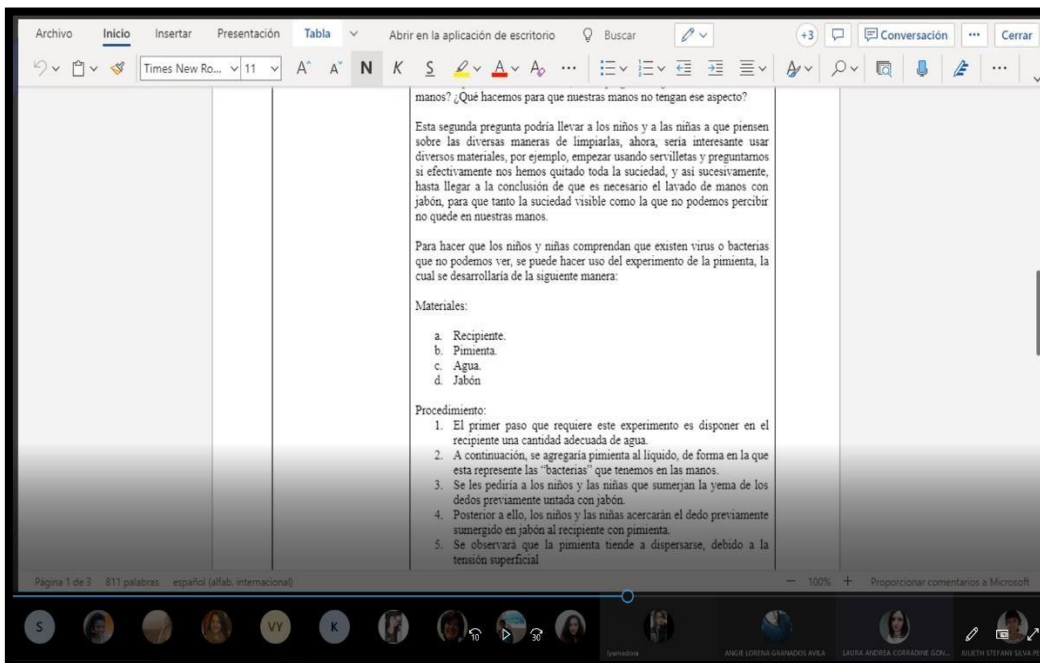 Archivo Inicio Insertar Presentación Tabla Abrir en la aplicación de escritorio Buscar +3 Conversación ... Cerrar
Times New Ro... 11 A A N K S A A ...
manos? ¿Qué hacemos para que nuestras manos no tengan ese aspecto?
Esta segunda pregunta podría llevar a los niños y a las niñas a que piensen
sobre las diversas maneras de limpiarlas, ahora, sería interesante usar
diversos materiales, por ejemplo, empezar usando servilletas y preguntarnos
si efectivamente nos hemos quitado toda la suciedad, y así sucesivamente,
hasta llegar a la conclusión de que es necesario el lavado de manos con
jabón, para que tanto la suciedad visible como la que no podemos percibir
no quede en nuestras manos.
Para hacer que los niños y niñas comprendan que existen virus o bacterias
que no podemos ver, se puede hacer uso del experimento de la pimienta, la
cual se desarrollaría de la siguiente manera:
Materiales:
a. Recipiente.
b. Pimienta.
c. Agua.
d. Jabón
Procedimiento:
1. El primer paso que requiere este experimento es disponer en el
recipiente una cantidad adecuada de agua.
2. A continuación, se agregaría pimienta al líquido, de forma en la que
esta represente las “bacterias” que tenemos en las manos.
3. Se les pediría a los niños y las niñas que sumerjan la yema de los
dedos previamente untada con jabón.
4. Posterior a ello, los niños y las niñas acercarán el dedo previamente
sumergido en jabón al recipiente con pimienta.
5. Se observará que la pimienta tiende a dispersarse, debido a la
tensión superficial
Página 1 de 3 811 palabras español (alfab. internacional) 100% Proporcionar comentarios a Microsoft
S VY K 10 30
lyamadora ANGIE LORENA GRANADOS AVILA LAURA ANDREA CORRADINE GON... JULIETH STEFANY SILVA